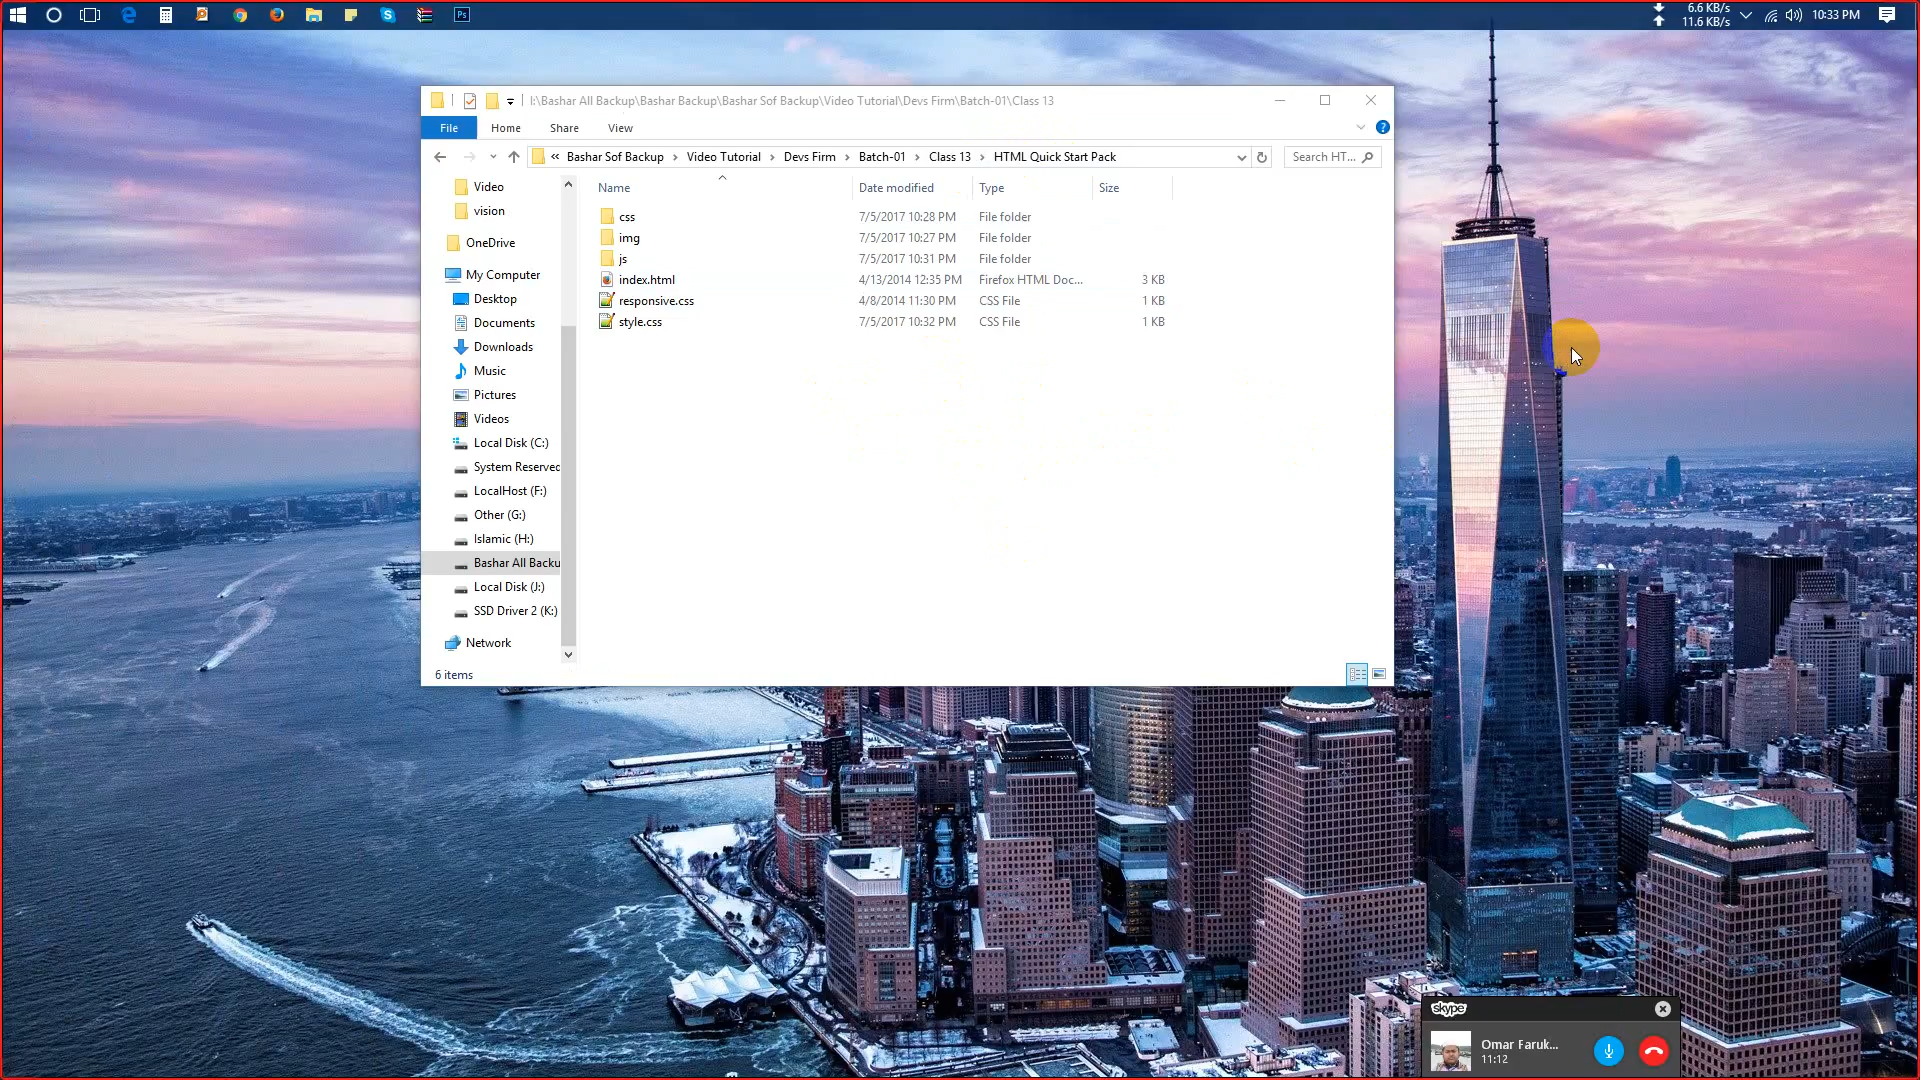 6.6 KB/s
11.6 KB/s
10:33 PM
Ps
I:\Bashar All Backup\Bashar Backup\Bashar Sof Backup\Video Tutorial\Devs Firm\Batch-01\Class 13
File Home Share View
« Bashar Sof Backup › Video Tutorial › Devs Firm › Batch-01 › Class 13 › HTML Quick Start Pack
Search HT...
Name Date modified Type Size
css 7/5/2017 10:28 PM File folder
img 7/5/2017 10:27 PM File folder
js 7/5/2017 10:31 PM File folder
index.html 4/13/2014 12:35 PM Firefox HTML Doc... 3 KB
responsive.css 4/8/2014 11:30 PM CSS File 1 KB
style.css 7/5/2017 10:32 PM CSS File 1 KB
Video
vision
OneDrive
My Computer
Desktop
Documents
Downloads
Music
Pictures
Videos
Local Disk (C:)
System Reserved
LocalHost (F:)
Other (G:)
Islamic (H:)
Bashar All Backu
Local Disk (J:)
SSD Driver 2 (K:)
Network
6 items
skype
Omar Faruk...
11:12